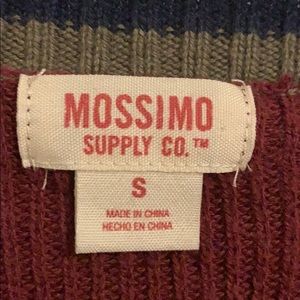 MOSSIMO
SUPPLY CO.™
S
MADE IN CHINA
HECHO EN CHINA